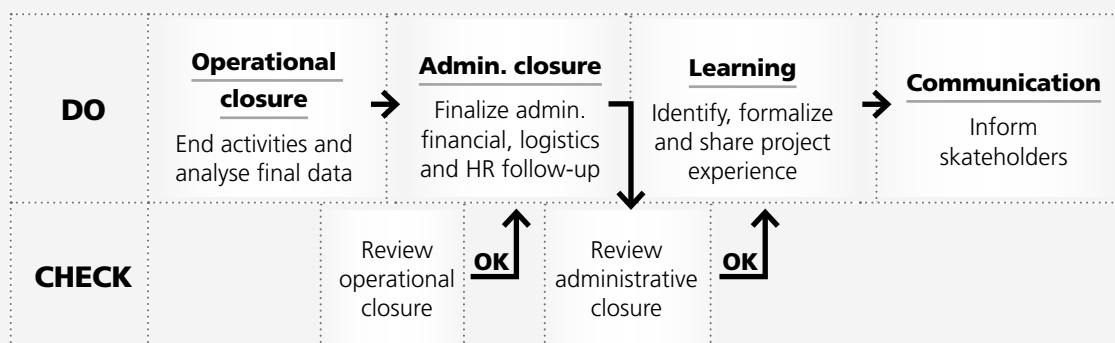 DO
Operational
closure
End activities and
analyse final data
Admin. closure
Finalize admin.
financial, logistics
and HR follow-up
Learning
Identify, formalize
and share project
experience
Communication
Inform
skateholders
CHECK
Review
operational
closure
OK
Review
administrative
closure
OK